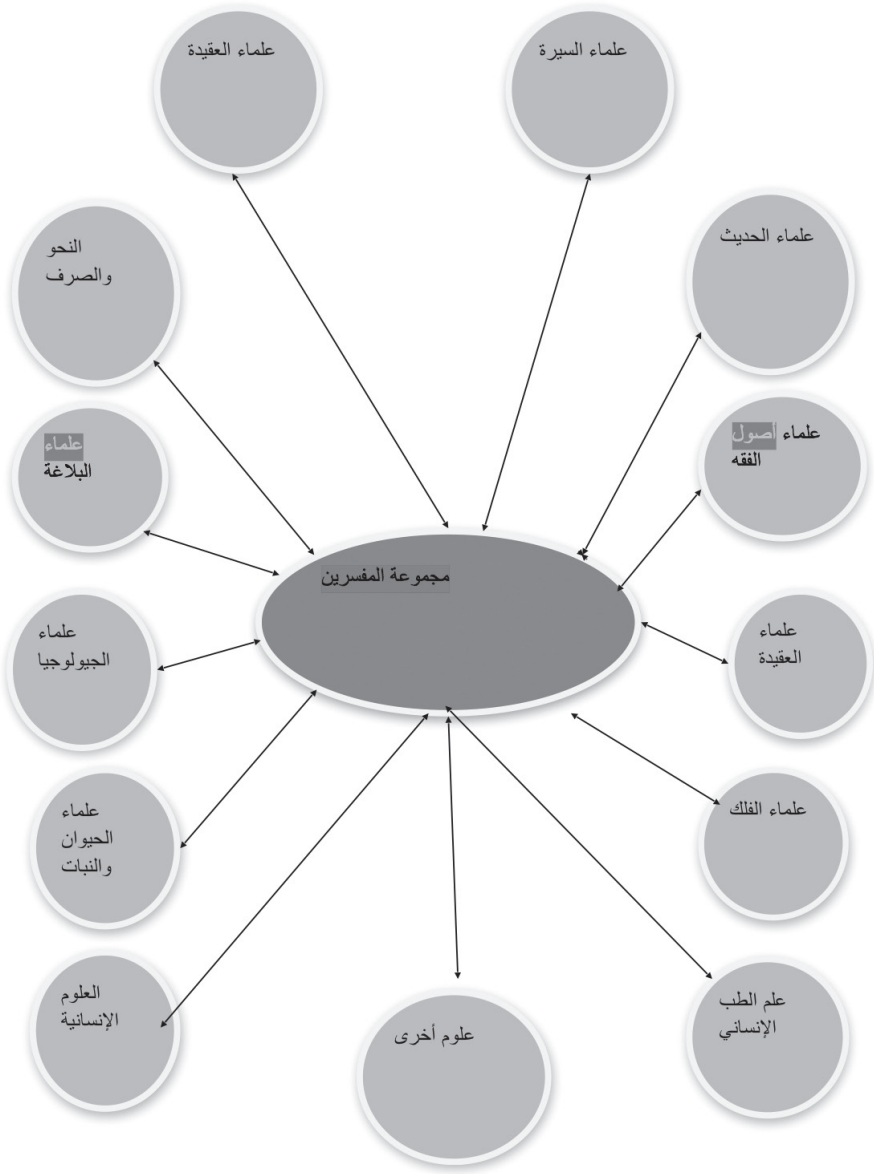 علماء السيرة
علماء العقيدة
علماء الحديث
النحو
والصرف
علماء أصول
الفقه
علماء
البلاغة
مجموعة المفسرين
علماء
العقيدة
علماء
الجيولوجيا
علماء الفلك
علماء
الحيوان
والنبات
علم الطب
الإنساني
العلوم
الإنسانية
علوم أخرى